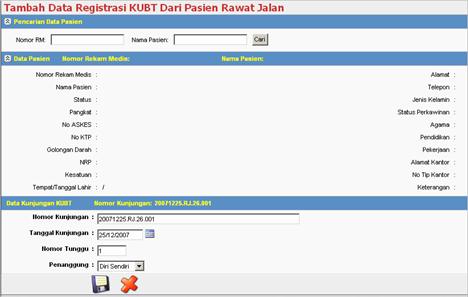 Tambah Data Registrasi KUBT Dari Pasien Rawat Jalan
Pencarian Data Pasien
Nomor RM: Nama Pasien: Cari
Data Pasien Nomor Rekam Medis: Nama Pasien:
Nomor Rekam Medis : Alamat :
Nama Pasien : Telepon :
Status : Jenis Kelamin :
Pangkat : Status Perkawinan :
No ASKES : Agama :
No KTP : Pendidikan :
Golongan Darah : Pekerjaan :
NRP : Alamat Kantor :
Kesatuan : No Tlp Kantor :
Tempat/Tanggal Lahir : / Keterangan :
Data Kunjungan KUBT Nomor Kunjungan: 20071225.RJ.26.001
Nomor Kunjungan : 20071225.RJ.26.001
Tanggal Kunjungan : 25/12/2007
Nomor Tunggu : 1
Penanggung : Diri Sendiri